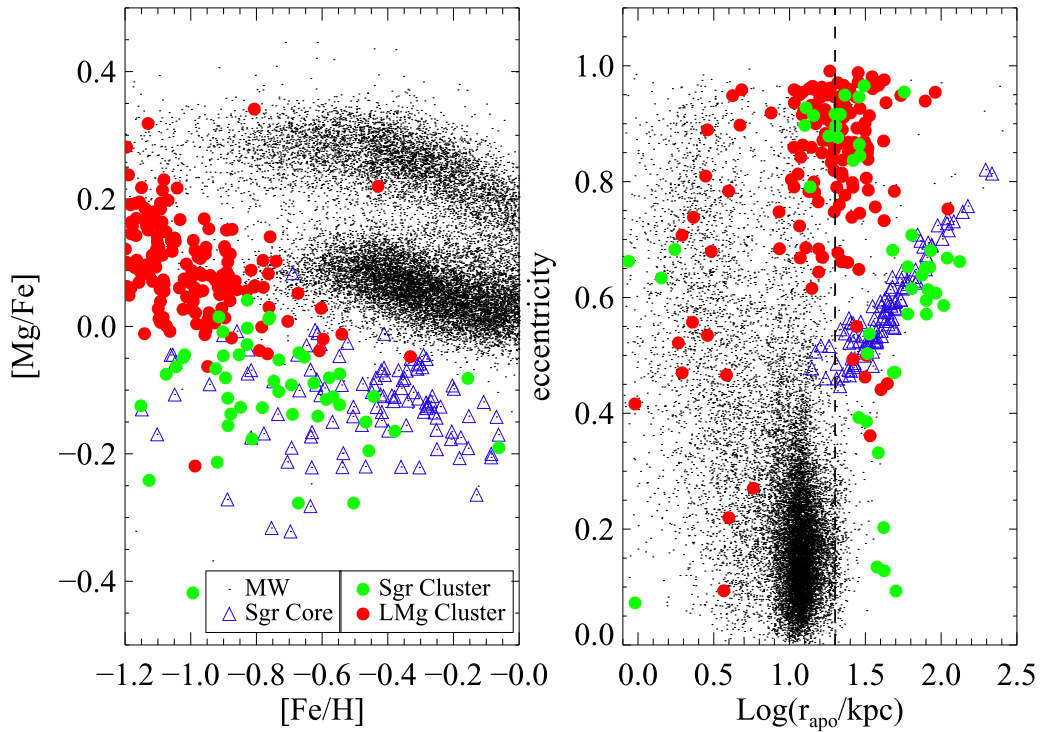 0.4
0.2
0.0
−0.2
−0.4
[Mg/Fe]
MW
Sgr Core
Sgr Cluster
LMg Cluster
−1.2 −1.0 −0.8 −0.6 −0.4 −0.2 −0.0
[Fe/H]
1.0
0.8
0.6
0.4
0.2
0.0
eccentricity
0.0 0.5 1.0 1.5 2.0 2.5
Log(r_apo/kpc)